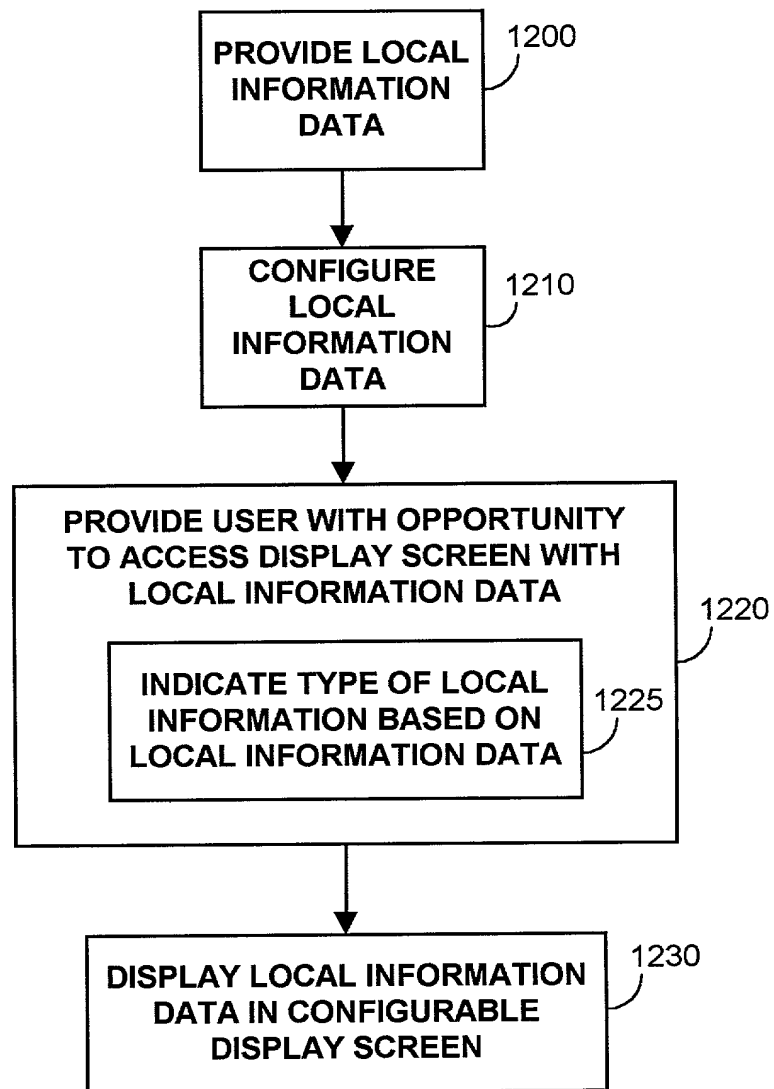 PROVIDE LOCAL
INFORMATION
DATA
1200
CONFIGURE
LOCAL
INFORMATION
DATA
1210
PROVIDE USER WITH OPPORTUNITY
TO ACCESS DISPLAY SCREEN WITH
LOCAL INFORMATION DATA
1220
INDICATE TYPE OF LOCAL
INFORMATION BASED ON
LOCAL INFORMATION DATA
1225
DISPLAY LOCAL INFORMATION
DATA IN CONFIGURABLE
DISPLAY SCREEN
1230